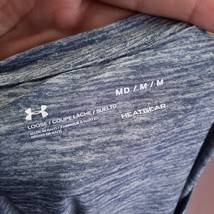 MD / M / M
LOOSE / COUPE LÂCHE / SUELTO
HEATGEAR